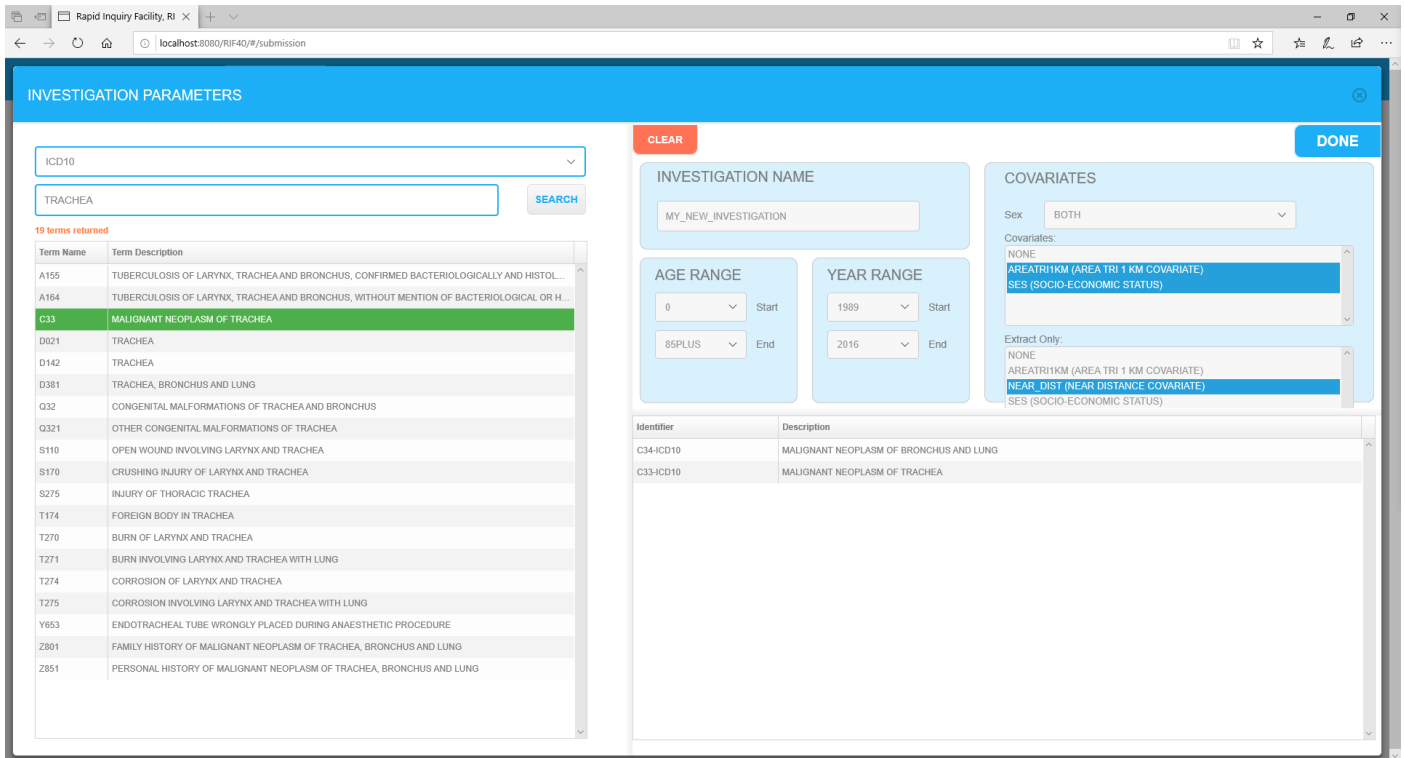 Rapid Inquiry Facility, RI
localhost:8080/RIF40/#/submission
INVESTIGATION PARAMETERS
ICD10
TRACHEA
SEARCH
19 terms returned
Term Name Term Description
A155 TUBERCULOSIS OF LARYNX, TRACHEA AND BRONCHUS, CONFIRMED BACTERIOLOGICALLY AND HISTOL...
A164 TUBERCULOSIS OF LARYNX, TRACHEA AND BRONCHUS, WITHOUT MENTION OF BACTERIOLOGICAL OR H...
C33 MALIGNANT NEOPLASM OF TRACHEA
D021 TRACHEA
D142 TRACHEA
D381 TRACHEA, BRONCHUS AND LUNG
Q32 CONGENITAL MALFORMATIONS OF TRACHEA AND BRONCHUS
Q321 OTHER CONGENITAL MALFORMATIONS OF TRACHEA
S110 OPEN WOUND INVOLVING LARYNX AND TRACHEA
S170 CRUSHING INJURY OF LARYNX AND TRACHEA
S275 INJURY OF THORACIC TRACHEA
T174 FOREIGN BODY IN TRACHEA
T270 BURN OF LARYNX AND TRACHEA
T271 BURN INVOLVING LARYNX AND TRACHEA WITH LUNG
T274 CORROSION OF LARYNX AND TRACHEA
T275 CORROSION INVOLVING LARYNX AND TRACHEA WITH LUNG
Y653 ENDOTRACHEAL TUBE WRONGLY PLACED DURING ANAESTHETIC PROCEDURE
Z801 FAMILY HISTORY OF MALIGNANT NEOPLASM OF TRACHEA, BRONCHUS AND LUNG
Z851 PERSONAL HISTORY OF MALIGNANT NEOPLASM OF TRACHEA, BRONCHUS AND LUNG
CLEAR
DONE
INVESTIGATION NAME
MY_NEW_INVESTIGATION
AGE RANGE
0 Start
85PLUS End
YEAR RANGE
1989 Start
2016 End
COVARIATES
Sex BOTH
Covariates:
NONE
AREATRI1KM (AREA TRI 1 KM COVARIATE)
SES (SOCIO-ECONOMIC STATUS)
Extract Only:
NONE
AREATRI1KM (AREA TRI 1 KM COVARIATE)
NEAR_DIST (NEAR DISTANCE COVARIATE)
SES (SOCIO-ECONOMIC STATUS)
Identifier Description
C34-ICD10 MALIGNANT NEOPLASM OF BRONCHUS AND LUNG
C33-ICD10 MALIGNANT NEOPLASM OF TRACHEA